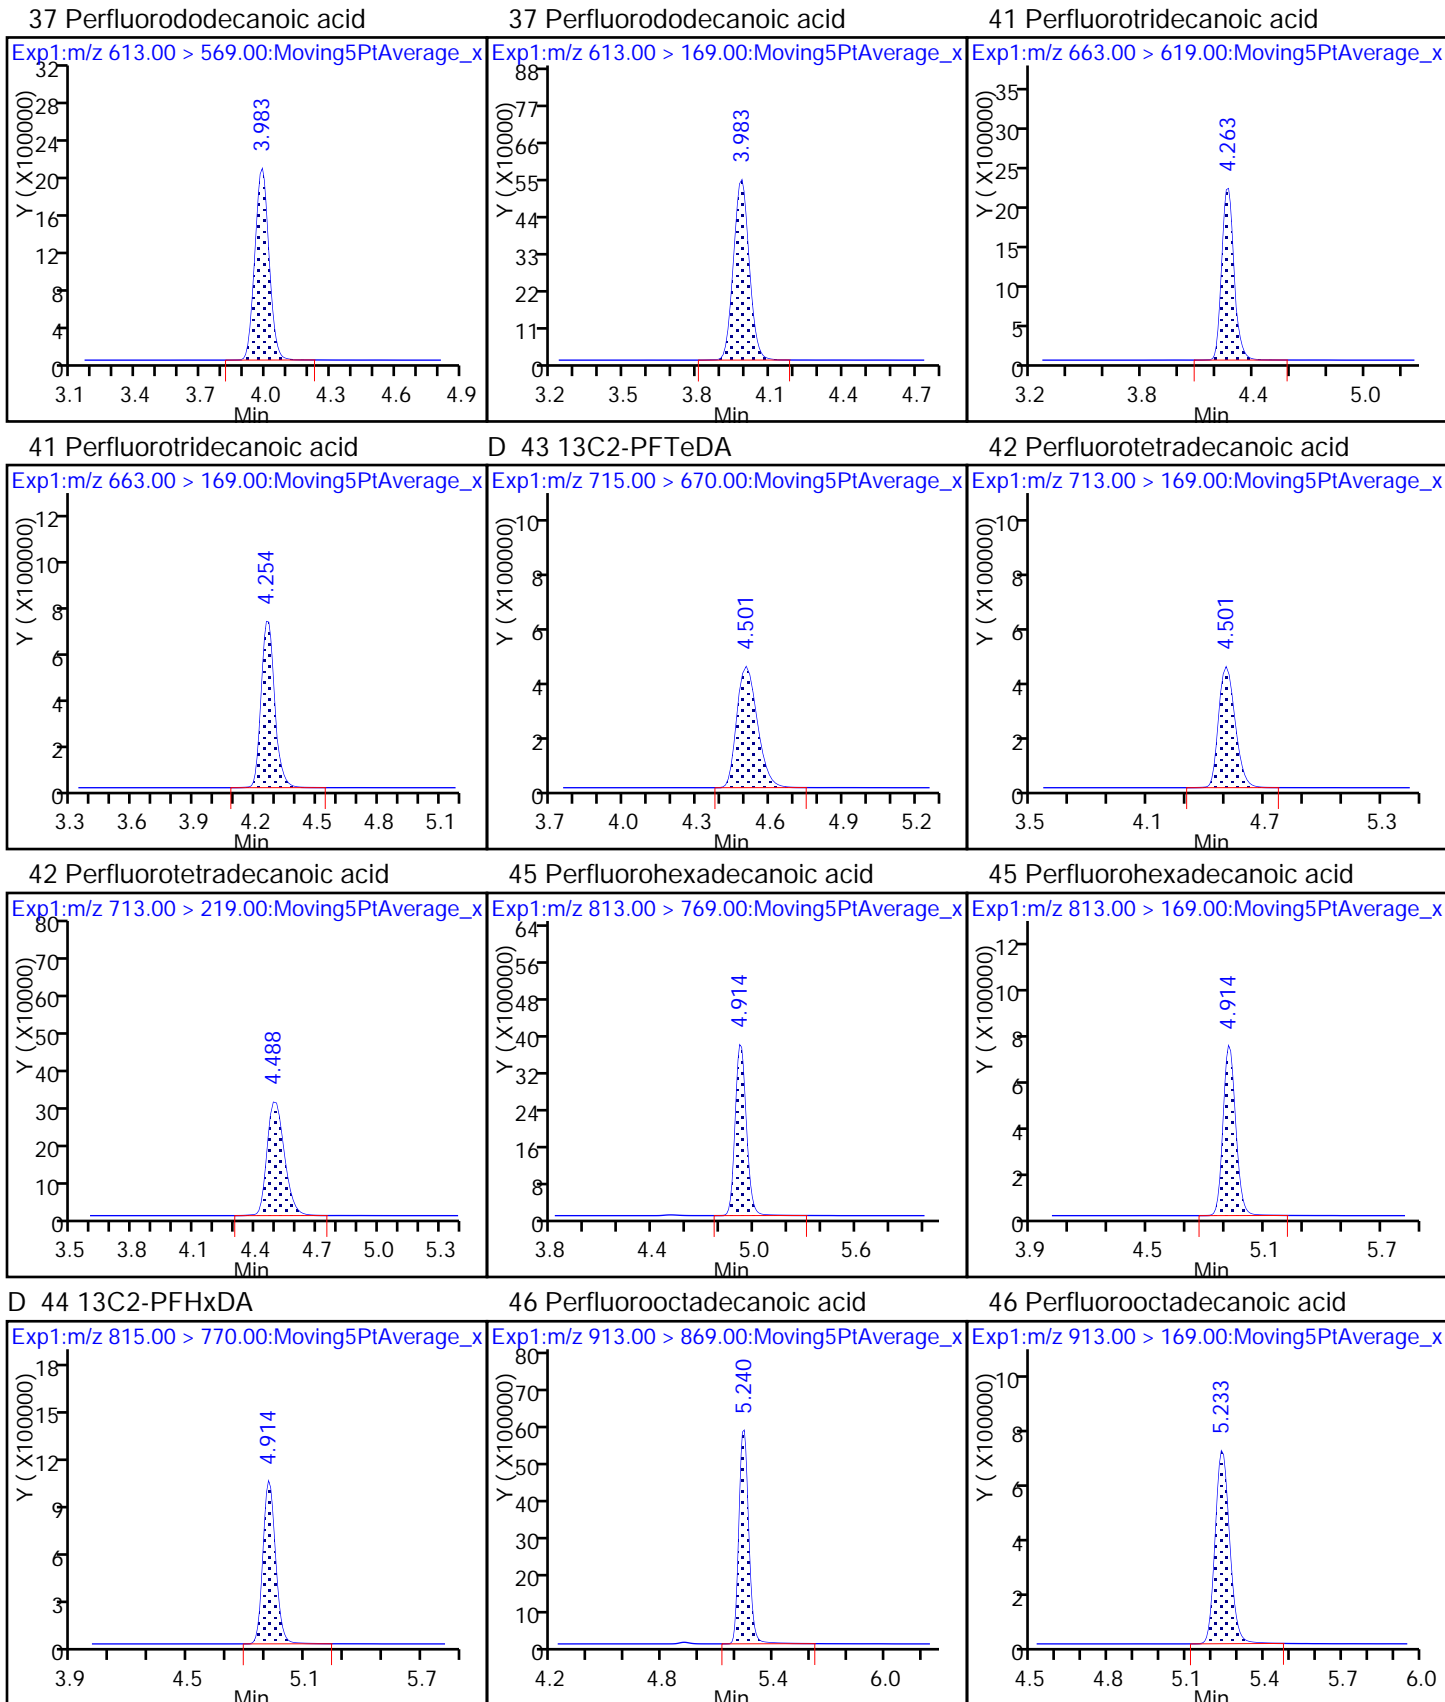 37 Perfluorododecanoic acid
Exp1:m/z 613.00 > 569.00:Moving5PtAverage_x
Y ( X100000)
32
28
24
20
16
12
8
4
0
3.983
3.1 3.4 3.7 4.0 4.3 4.6 4.9
Min
37 Perfluorododecanoic acid
Exp1:m/z 613.00 > 169.00:Moving5PtAverage_x
Y ( X10000)
88
77
66
55
44
33
22
11
0
3.983
3.2 3.5 3.8 4.1 4.4 4.7
Min
41 Perfluorotridecanoic acid
Exp1:m/z 663.00 > 619.00:Moving5PtAverage_x
Y ( X100000)
35
30
25
20
15
10
5
0
4.263
3.2 3.8 4.4 5.0
Min
41 Perfluorotridecanoic acid
Exp1:m/z 663.00 > 169.00:Moving5PtAverage_x
Y ( X100000)
12
10
8
6
4
2
0
4.254
3.3 3.6 3.9 4.2 4.5 4.8 5.1
Min
D 43 13C2-PFTeDA
Exp1:m/z 715.00 > 670.00:Moving5PtAverage_x
Y ( X1000000)
10
8
6
4
2
0
4.501
3.7 4.0 4.3 4.6 4.9 5.2
Min
42 Perfluorotetradecanoic acid
Exp1:m/z 713.00 > 169.00:Moving5PtAverage_x
Y ( X100000)
10
8
6
4
2
0
4.501
3.5 4.1 4.7 5.3
Min
42 Perfluorotetradecanoic acid
Exp1:m/z 713.00 > 219.00:Moving5PtAverage_x
Y ( X10000)
80
70
60
50
40
30
20
10
0
4.488
3.5 3.8 4.1 4.4 4.7 5.0 5.3
Min
45 Perfluorohexadecanoic acid
Exp1:m/z 813.00 > 769.00:Moving5PtAverage_x
Y ( X100000)
64
56
48
40
32
24
16
8
0
4.914
3.8 4.4 5.0 5.6
Min
45 Perfluorohexadecanoic acid
Exp1:m/z 813.00 > 169.00:Moving5PtAverage_x
Y ( X100000)
12
10
8
6
4
2
0
4.914
3.9 4.5 5.1 5.7
Min
D 44 13C2-PFHxDA
Exp1:m/z 815.00 > 770.00:Moving5PtAverage_x
Y ( X1000000)
18
15
12
9
6
3
0
4.914
3.9 4.5 5.1 5.7
Min
46 Perfluorooctadecanoic acid
Exp1:m/z 913.00 > 869.00:Moving5PtAverage_x
Y ( X100000)
80
70
60
50
40
30
20
10
0
5.240
4.2 4.8 5.4 6.0
Min
46 Perfluorooctadecanoic acid
Exp1:m/z 913.00 > 169.00:Moving5PtAverage_x
Y ( X100000)
10
8
6
4
2
0
5.233
4.5 4.8 5.1 5.4 5.7 6.0
Min